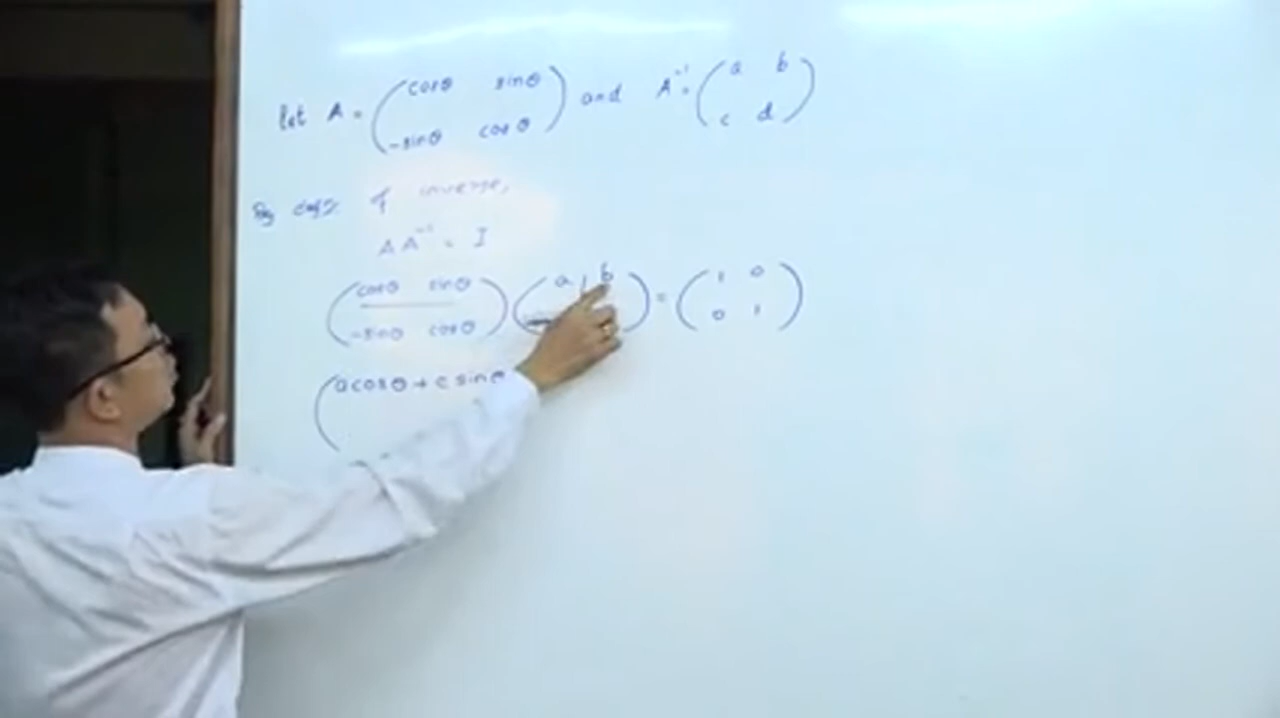 let A = ( cosθ sinθ ) and A⁻¹ = ( a b )
( -sinθ cosθ ) ( c d )
By defn of inverse,
A A⁻¹ = I
( cosθ sinθ ) ( a b ) = ( 1 0 )
( -sinθ cosθ ) ( 0 1 )
( a cosθ + c sinθ